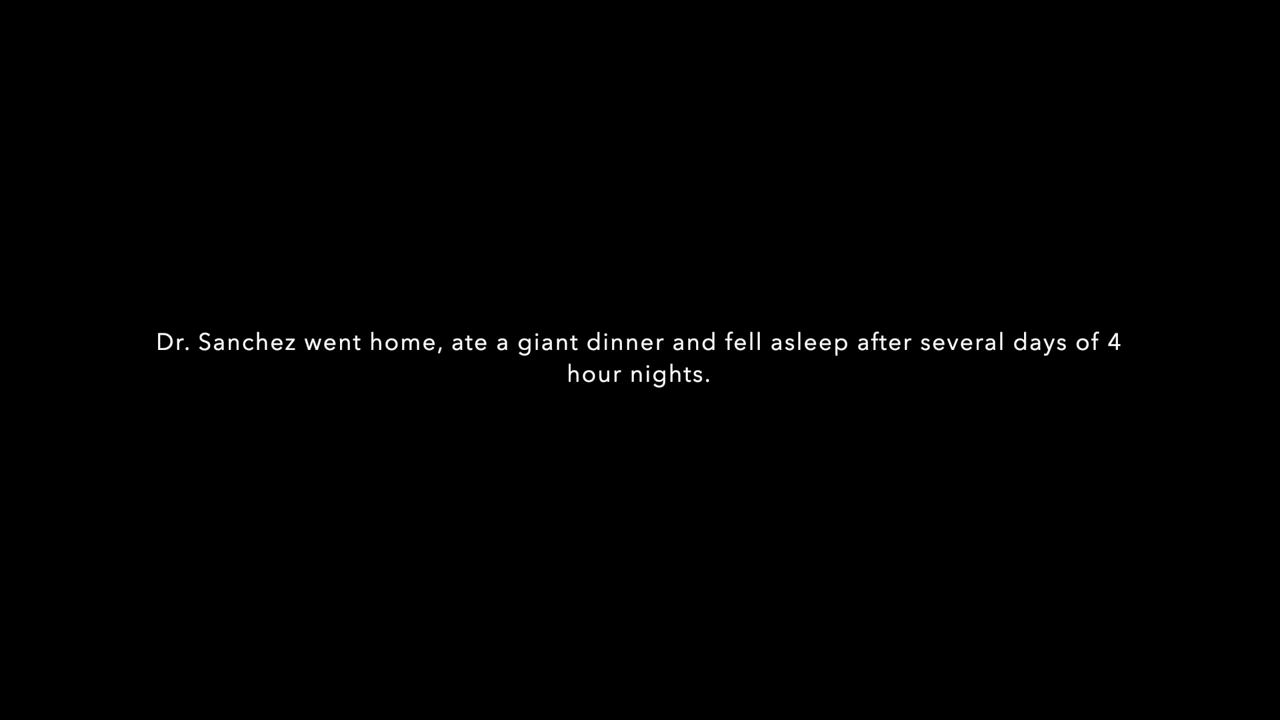 Dr. Sanchez went home, ate a giant dinner and fell asleep after several days of 4
hour nights.